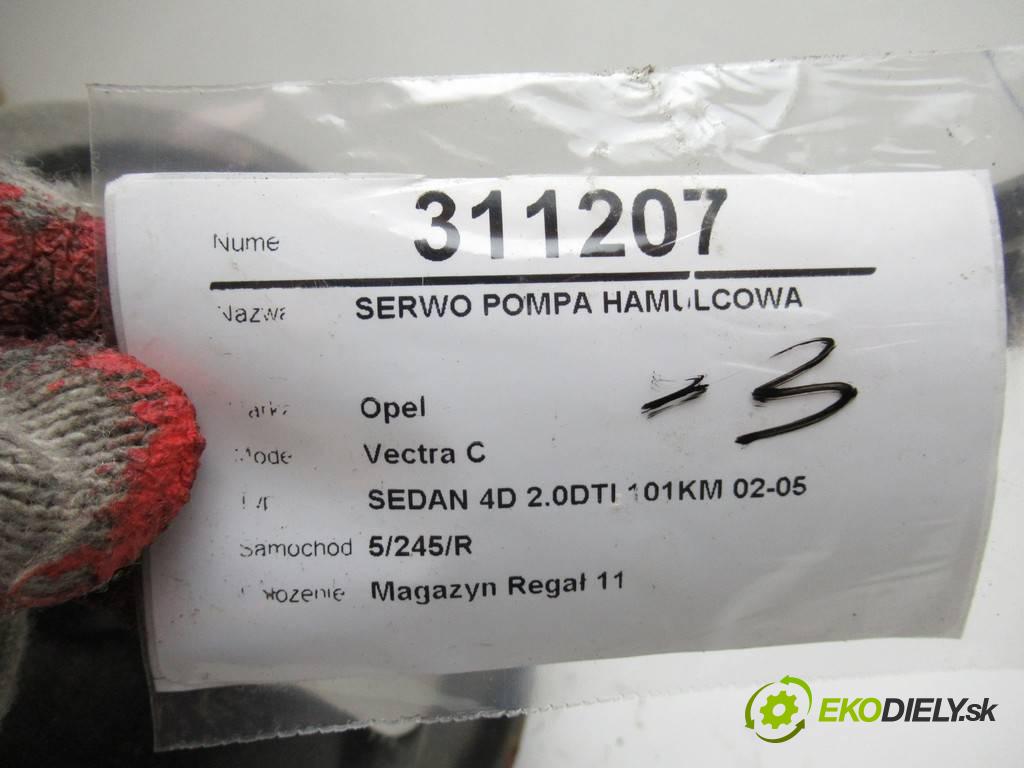 Nume 311207
Nazwa SERWO POMPA HAMULCOWA
- 3
Opel
Mode Vectra C
SEDAN 4D 2.0DTI 101KM 02-05
Samochod 5/245/R
Magazyn Regał 11
EKODIELY.sk